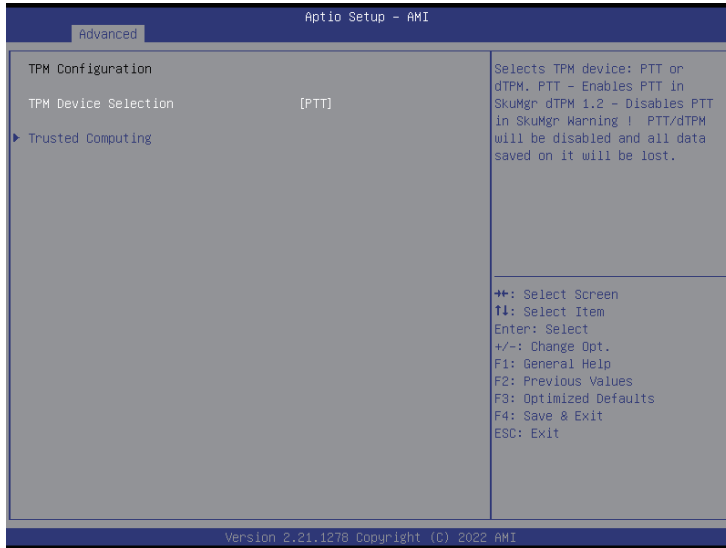 Aptio Setup - AMI
Advanced
TPM Configuration
TPM Device Selection [PTT]
Trusted Computing
Selects TPM device: PTT or
dTPM. PTT - Enables PTT in
SkuMgr dTPM 1.2 - Disables PTT
in SkuMgr Warning ! PTT/dTPM
will be disabled and all data
saved on it will be lost.
→←: Select Screen
↑↓: Select Item
Enter: Select
+/-: Change Opt.
F1: General Help
F2: Previous Values
F3: Optimized Defaults
F4: Save & Exit
ESC: Exit
Version 2.21.1278 Copyright (C) 2022 AMI